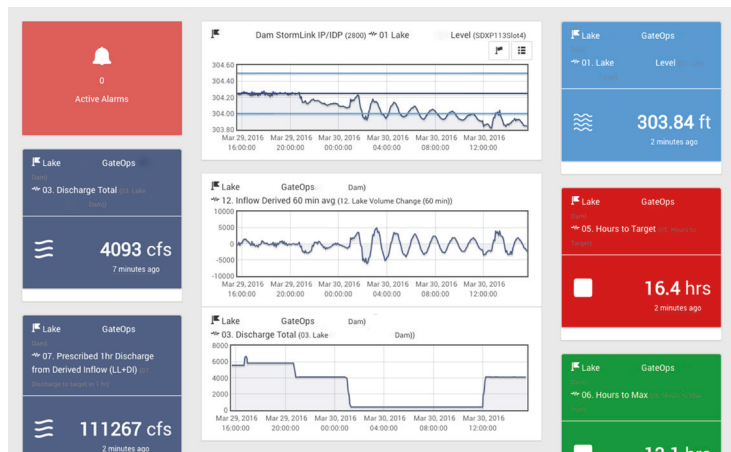 0
Active Alarms
Lake GateOps
Dam)
03. Discharge Total (03. Lake
Dam)
4093 cfs
7 minutes ago
Lake GateOps
Dam)
07. Prescribed 1hr Discharge
from Derived Inflow (LL+DI) (07.
Discharge to target in 1 hr)
111267 cfs
2 minutes ago
Dam StormLink IP/IDP (2800) 01 Lake Level (SDXP113Slot4)
304.60
304.40
304.20
304.00
303.80
Mar 29, 2016 Mar 29, 2016 Mar 30, 2016 Mar 30, 2016 Mar 30, 2016 Mar 30, 2016
16:00:00 20:00:00 00:00:00 04:00:00 08:00:00 12:00:00
Lake GateOps Dam)
12. Inflow Derived 60 min avg (12. Lake Volume Change (60 min))
10000
5000
0
-5000
-10000
Mar 29, 2016 Mar 29, 2016 Mar 30, 2016 Mar 30, 2016 Mar 30, 2016 Mar 30, 2016
16:00:00 20:00:00 00:00:00 04:00:00 08:00:00 12:00:00
Lake GateOps Dam)
03. Discharge Total (03. Lake Dam))
8000
6000
4000
2000
0
Mar 29, 2016 Mar 29, 2016 Mar 30, 2016 Mar 30, 2016 Mar 30, 2016 Mar 30, 2016
16:00:00 20:00:00 00:00:00 04:00:00 08:00:00 12:00:00
Lake GateOps
01. Lake Level
303.84 ft
2 minutes ago
Lake GateOps
Dam)
05. Hours to Target (05. Hours to
Target)
16.4 hrs
2 minutes ago
Lake GateOps
06. Hours to Max
12.1 hrs